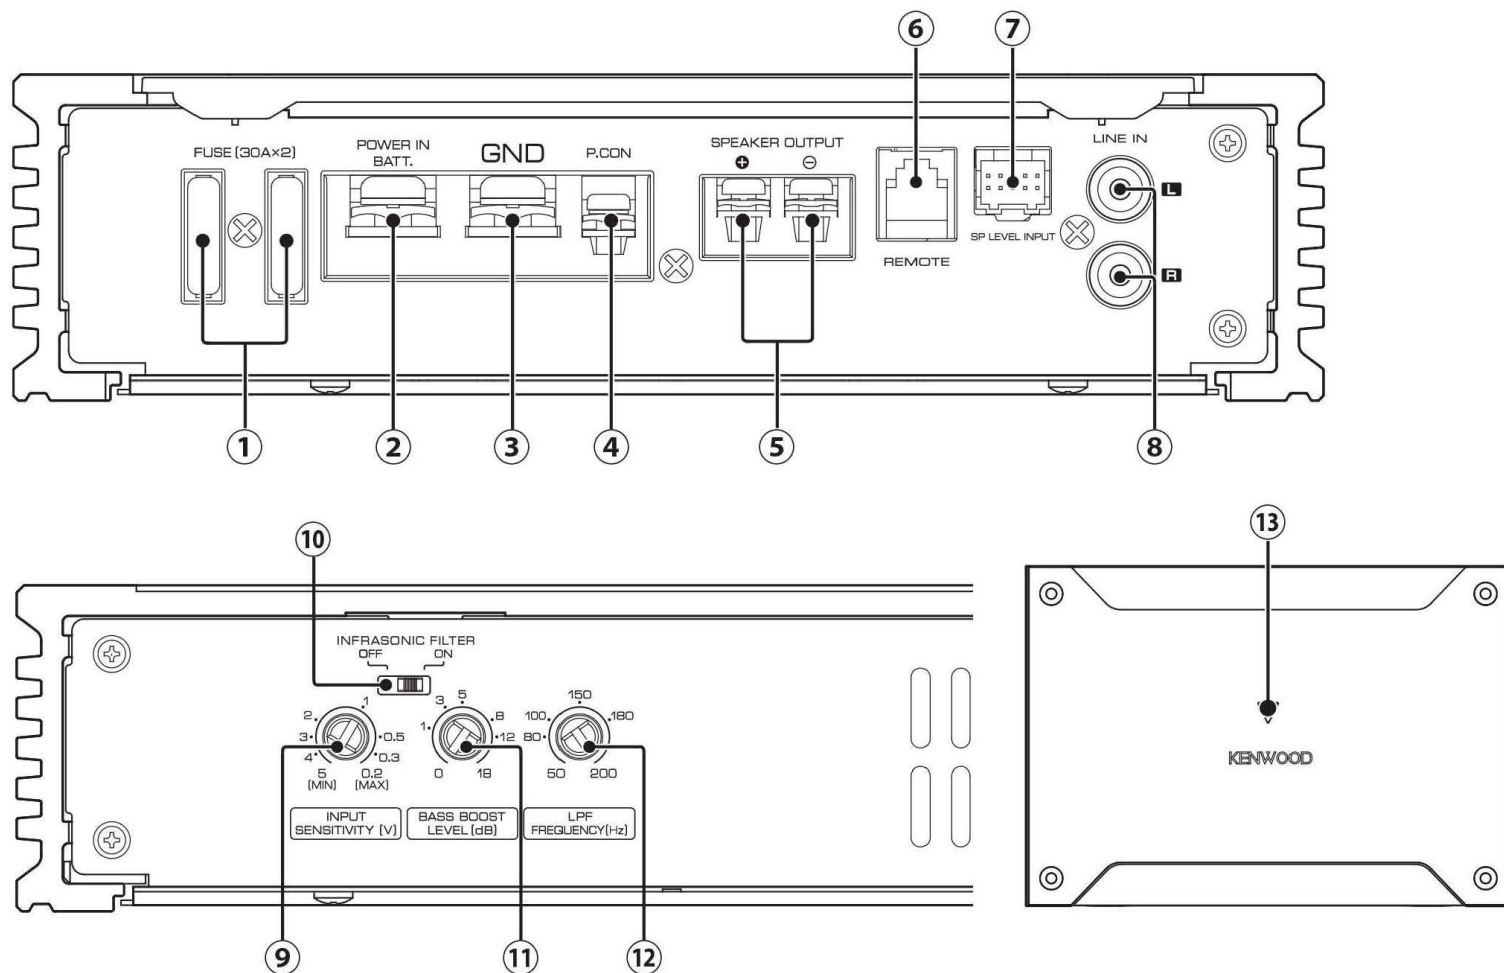 6 7
FUSE (30A×2)
POWER IN
BATT.
GND
P.CON
SPEAKER OUTPUT
+ −
REMOTE
SP LEVEL INPUT
LINE IN
L
R
1 2 3 4 5 8
10
13
INFRASONIC FILTER
OFF ON
2 1
3 0.5
4 0.3
5 0.2
(MIN) (MAX)
INPUT
SENSITIVITY (V)
3 5 8
1 12
0 18
BASS BOOST
LEVEL (dB)
150
100 180
80
50 200
LPF
FREQUENCY(Hz)
KENWOOD
9 11 12